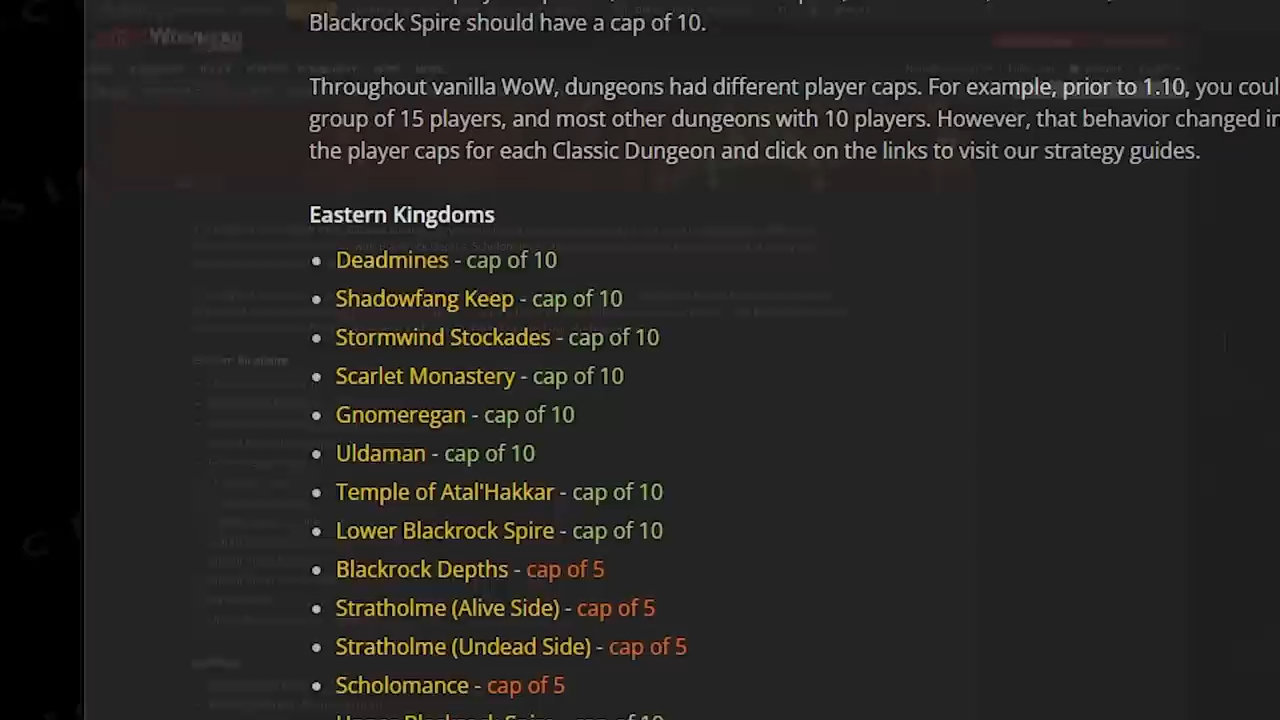 Blackrock Spire should have a cap of 10.
Throughout vanilla WoW, dungeons had different player caps. For example, prior to 1.10, you coul
group of 15 players, and most other dungeons with 10 players. However, that behavior changed in
the player caps for each Classic Dungeon and click on the links to visit our strategy guides.
Eastern Kingdoms
Deadmines - cap of 10
Shadowfang Keep - cap of 10
Stormwind Stockades - cap of 10
Scarlet Monastery - cap of 10
Gnomeregan - cap of 10
Uldaman - cap of 10
Temple of Atal'Hakkar - cap of 10
Lower Blackrock Spire - cap of 10
Blackrock Depths - cap of 5
Stratholme (Alive Side) - cap of 5
Stratholme (Undead Side) - cap of 5
Scholomance - cap of 5